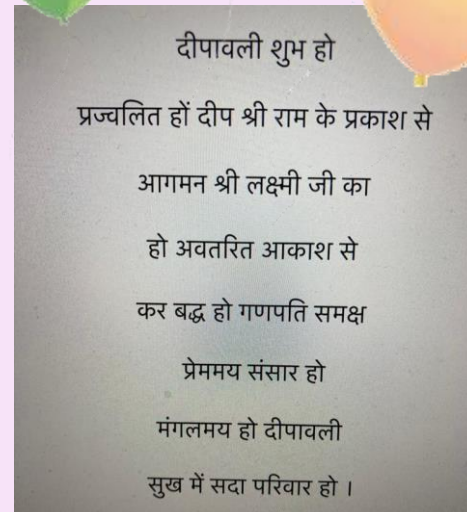 दीपावली शुभ हो
प्रज्वलित हों दीप श्री राम के प्रकाश से
आगमन श्री लक्ष्मी जी का
हो अवतरित आकाश से
कर बद्ध हो गणपति समक्ष
प्रेममय संसार हो
मंगलमय हो दीपावली
सुख में सदा परिवार हो ।